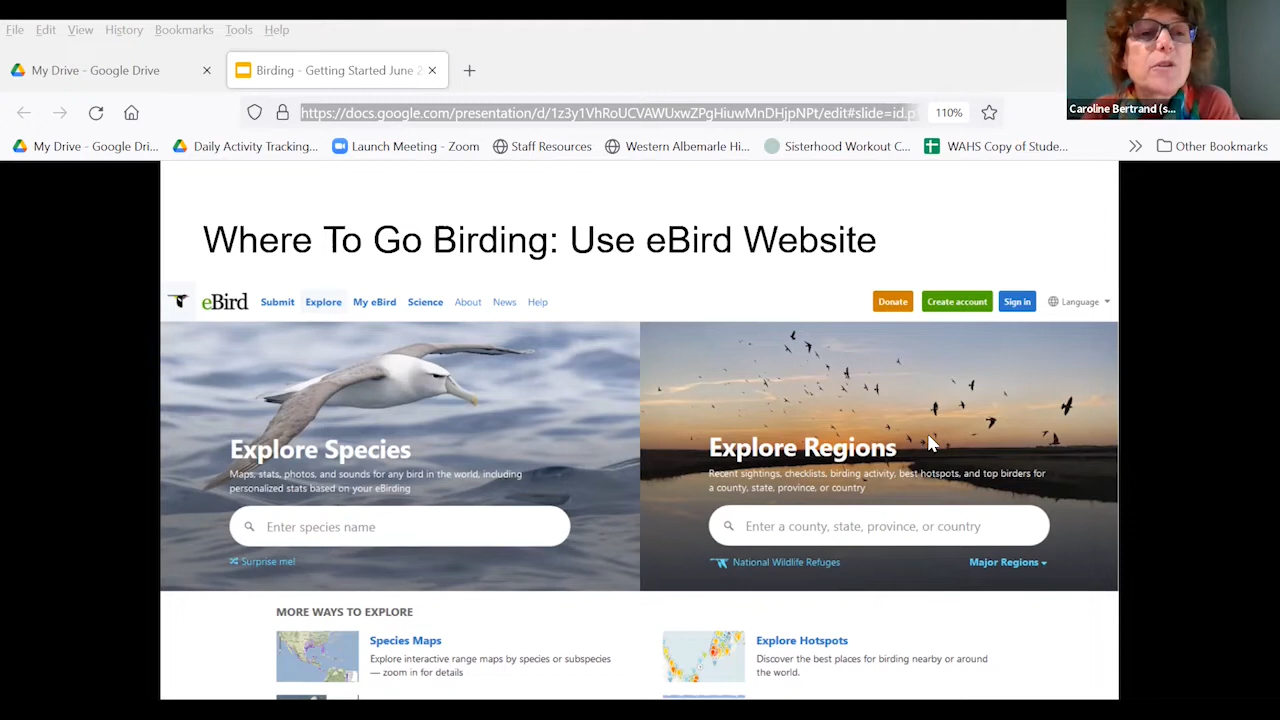 File Edit View History Bookmarks Tools Help
My Drive - Google Drive
Birding - Getting Started June 2
https://docs.google.com/presentation/d/1z3y1VhRoUCVAWUxwZPgHiuwMnDHjpNPt/edit#slide=id.p
110%
Caroline Bertrand (s...
My Drive - Google Dri...
Daily Activity Tracking...
Launch Meeting - Zoom
Staff Resources
Western Albemarle Hi...
Sisterhood Workout C...
WAHS Copy of Stude...
Other Bookmarks
Where To Go Birding: Use eBird Website
eBird Submit Explore My eBird Science About News Help
Donate Create account Sign in Language
Explore Species
Maps, stats, photos, and sounds for any bird in the world, including
personalized stats based on your eBirding
Enter species name
Surprise me!
Explore Regions
Recent sightings, checklists, birding activity, best hotspots, and top birders for
a county, state, province, or country
Enter a county, state, province, or country
National Wildlife Refuges
Major Regions
MORE WAYS TO EXPLORE
Species Maps
Explore interactive range maps by species or subspecies
— zoom in for details
Explore Hotspots
Discover the best places for birding nearby or around
the world.